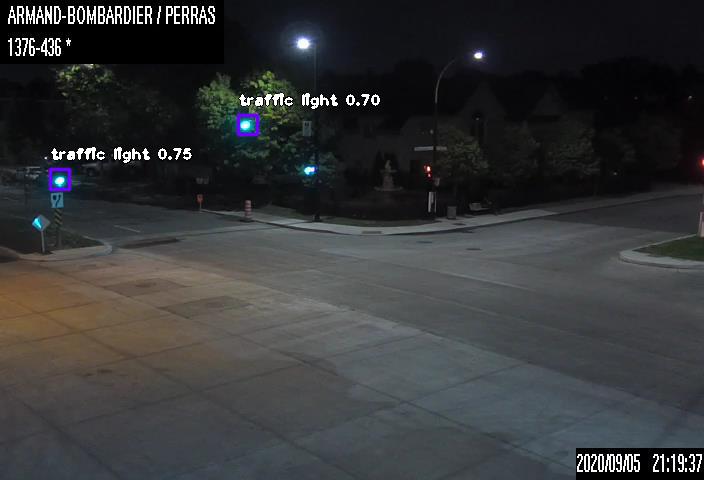 ARMAND-BOMBARDIER / PERRAS
1376-436 *
traffic light 0.70
traffic light 0.75
2020/09/05 21:19:37